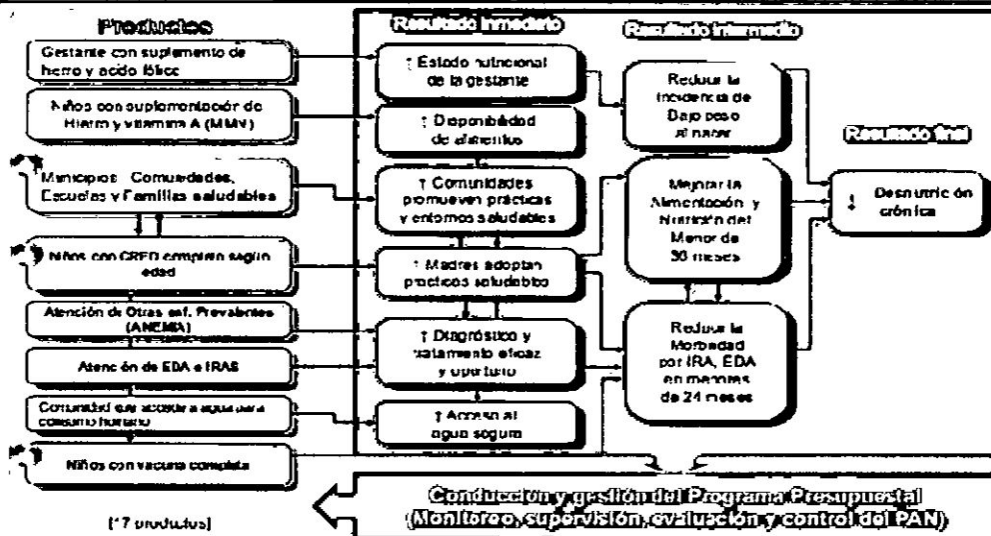 Productos
Gestante con suplemento de
hierro y acido fólico
Niños con suplementación de
Hierro y vitamina A (MMN)
Municipios, Comunidades,
Escuelas y Familias saludables
Niños con CRED completo según
edad
Atención de Otras enf. Prevalentes
(ANEMIA)
Atención de EDA e IRAS
Comunidad que accede a agua para
consumo humano
Niños con vacuna completa
[17 productos]
Resultado inmediato
↑ Estado nutricional
de la gestante
↑ Disponibilidad
de alimentos
↑ Comunidades
promueven prácticas
y entornos saludables
↑ Madres adoptan
practicas saludables
↑ Diagnóstico y
tratamiento eficaz
y oportuno
↑ Acceso al
agua segura
Resultado intermedio
Reducir la
Incidencia de
Bajo peso
al nacer
Mejorar la
Alimentación y
Nutrición del
Menor de
36 meses
Reducir la
Morbidad
por IRA, EDA
en menores
de 24 meses
Resultado final
↓ Desnutrición
crónica
Conducción y gestión del Programa Presupuestal
(Monitoreo, supervisión, evaluación y control del PAN)